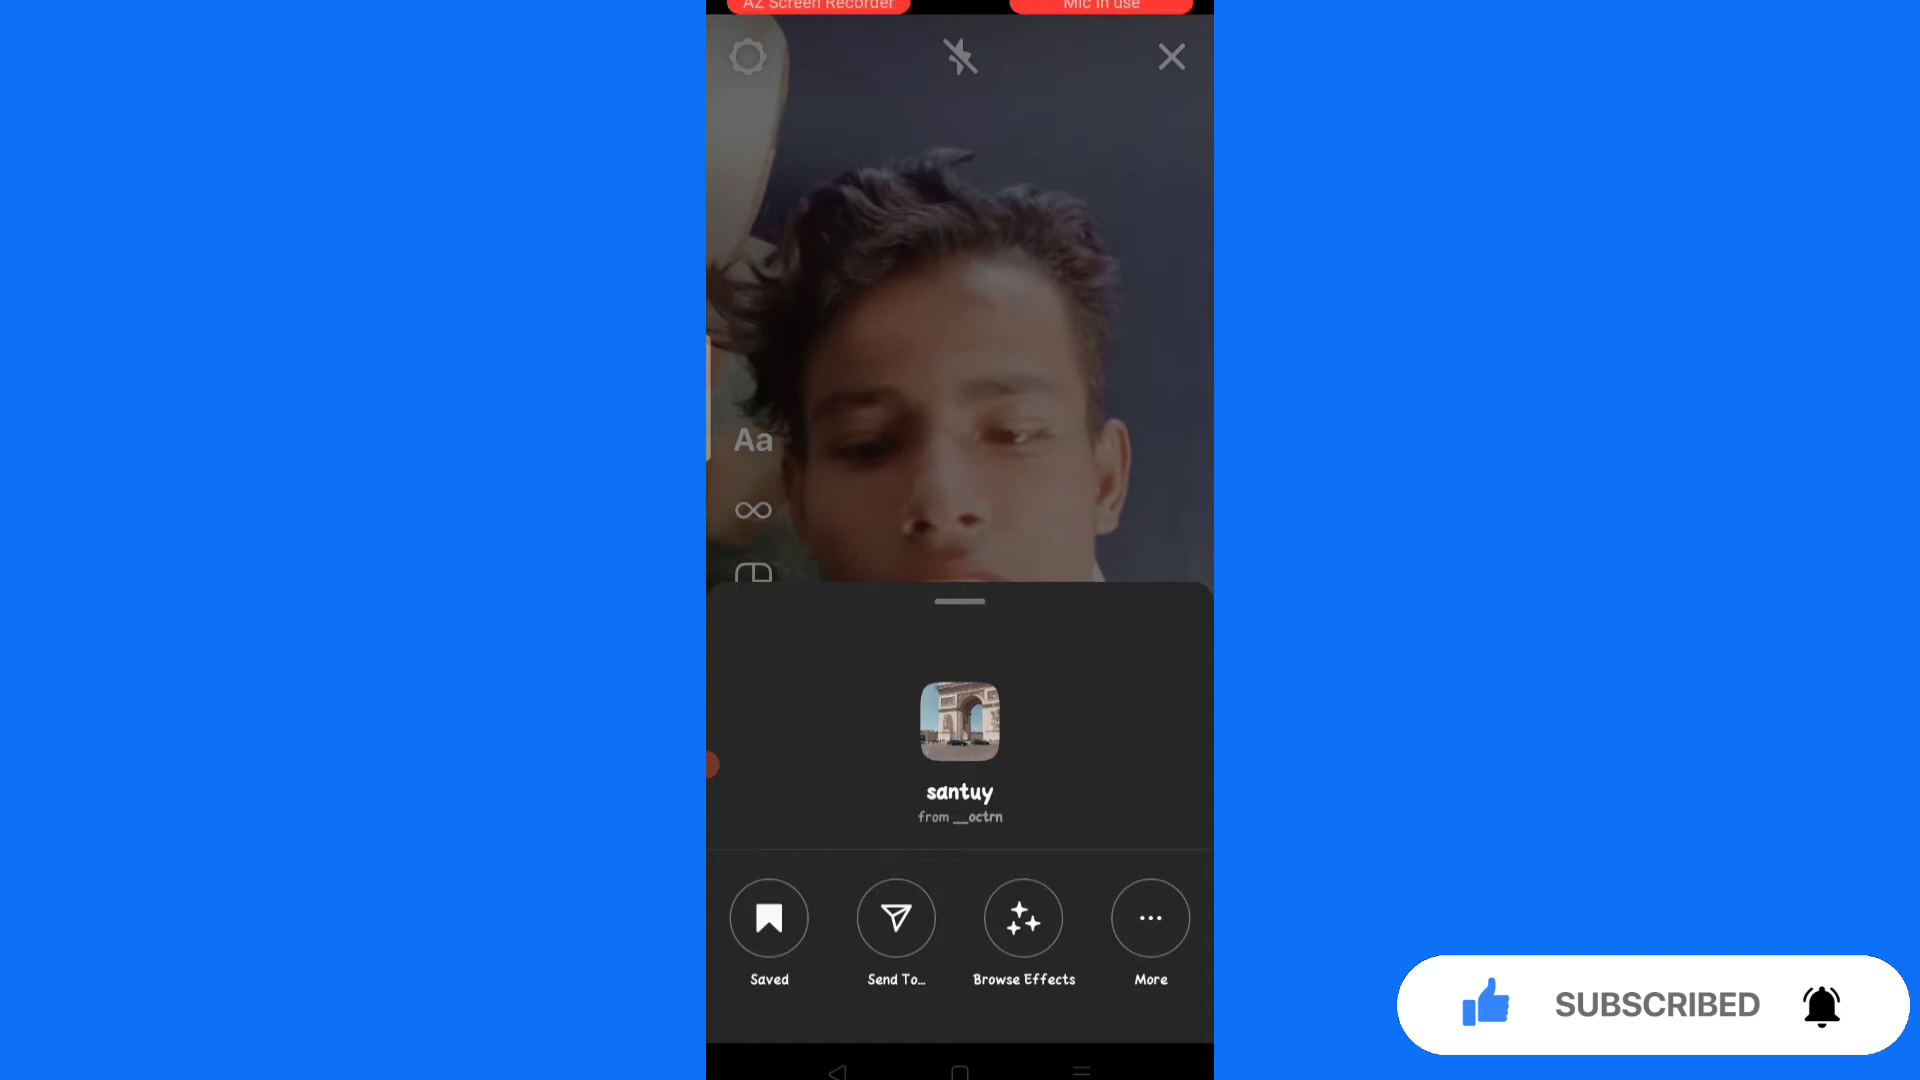 AZ Screen Recorder
Mic in use
Aa
santuy
from __octrn
Saved
Send To...
Browse Effects
More
SUBSCRIBED